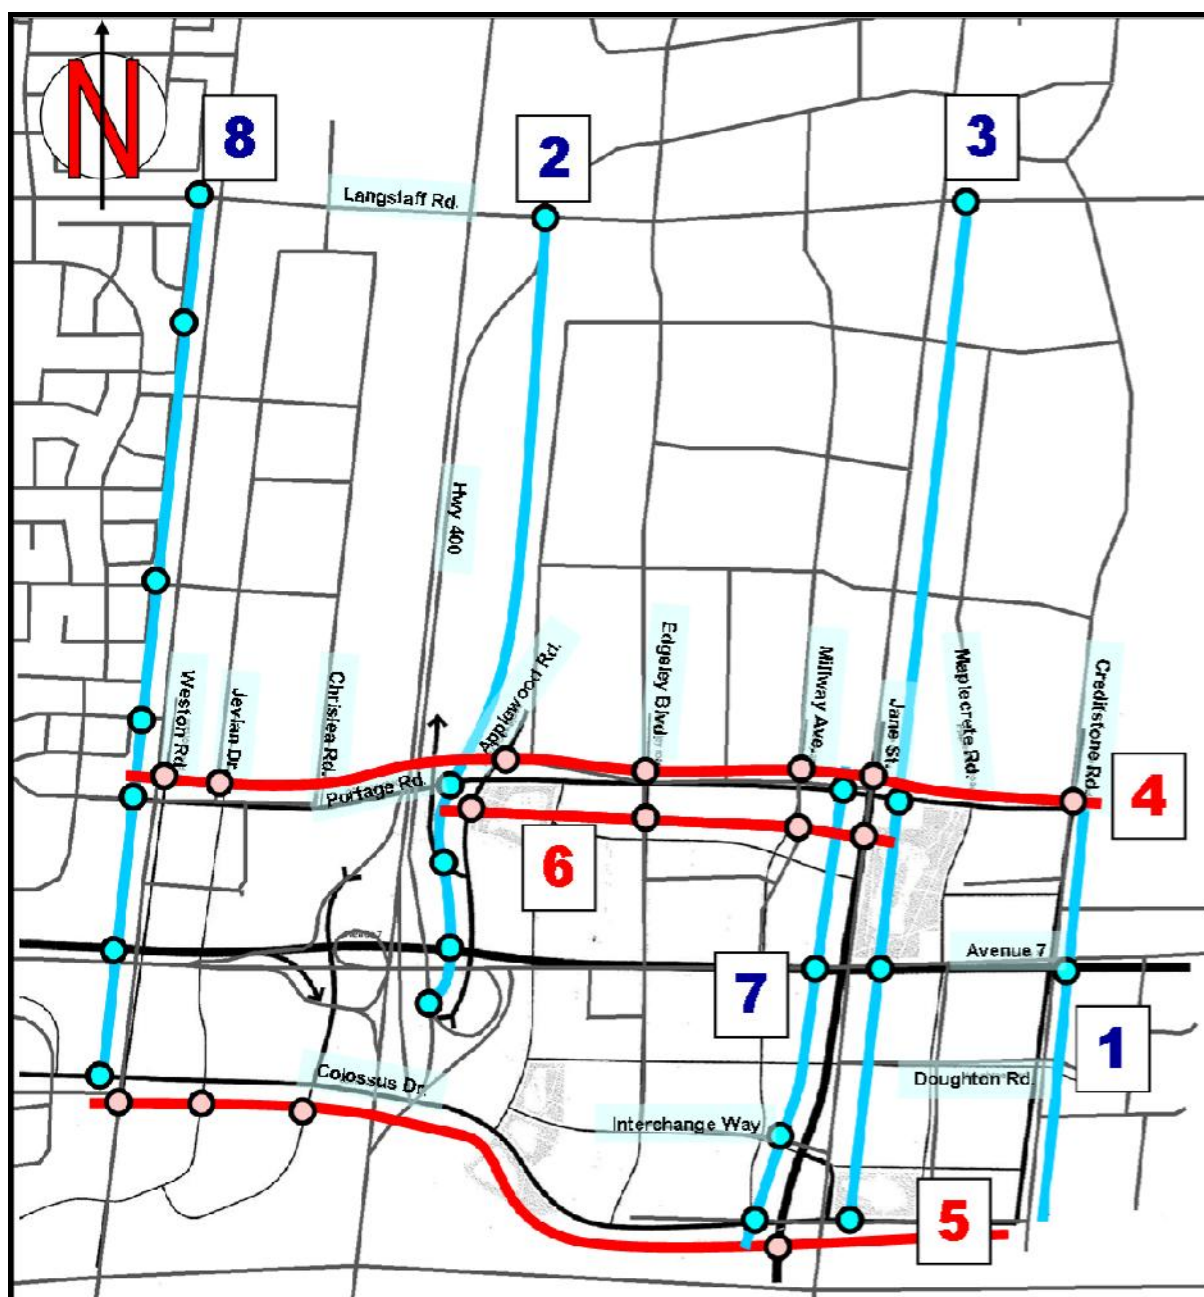 N
8
2
3
Langstaff Rd.
Hwy 400
Weston Rd.
Jevlan Dr.
Chrislea Rd.
Applewood Rd.
Edgeley Blvd.
Millway Ave.
Jane St.
Maplecrete Rd.
Creditstone Rd.
Portage Rd.
4
6
Avenue 7
7
1
Colossus Dr.
Doughton Rd.
Interchange Way
5